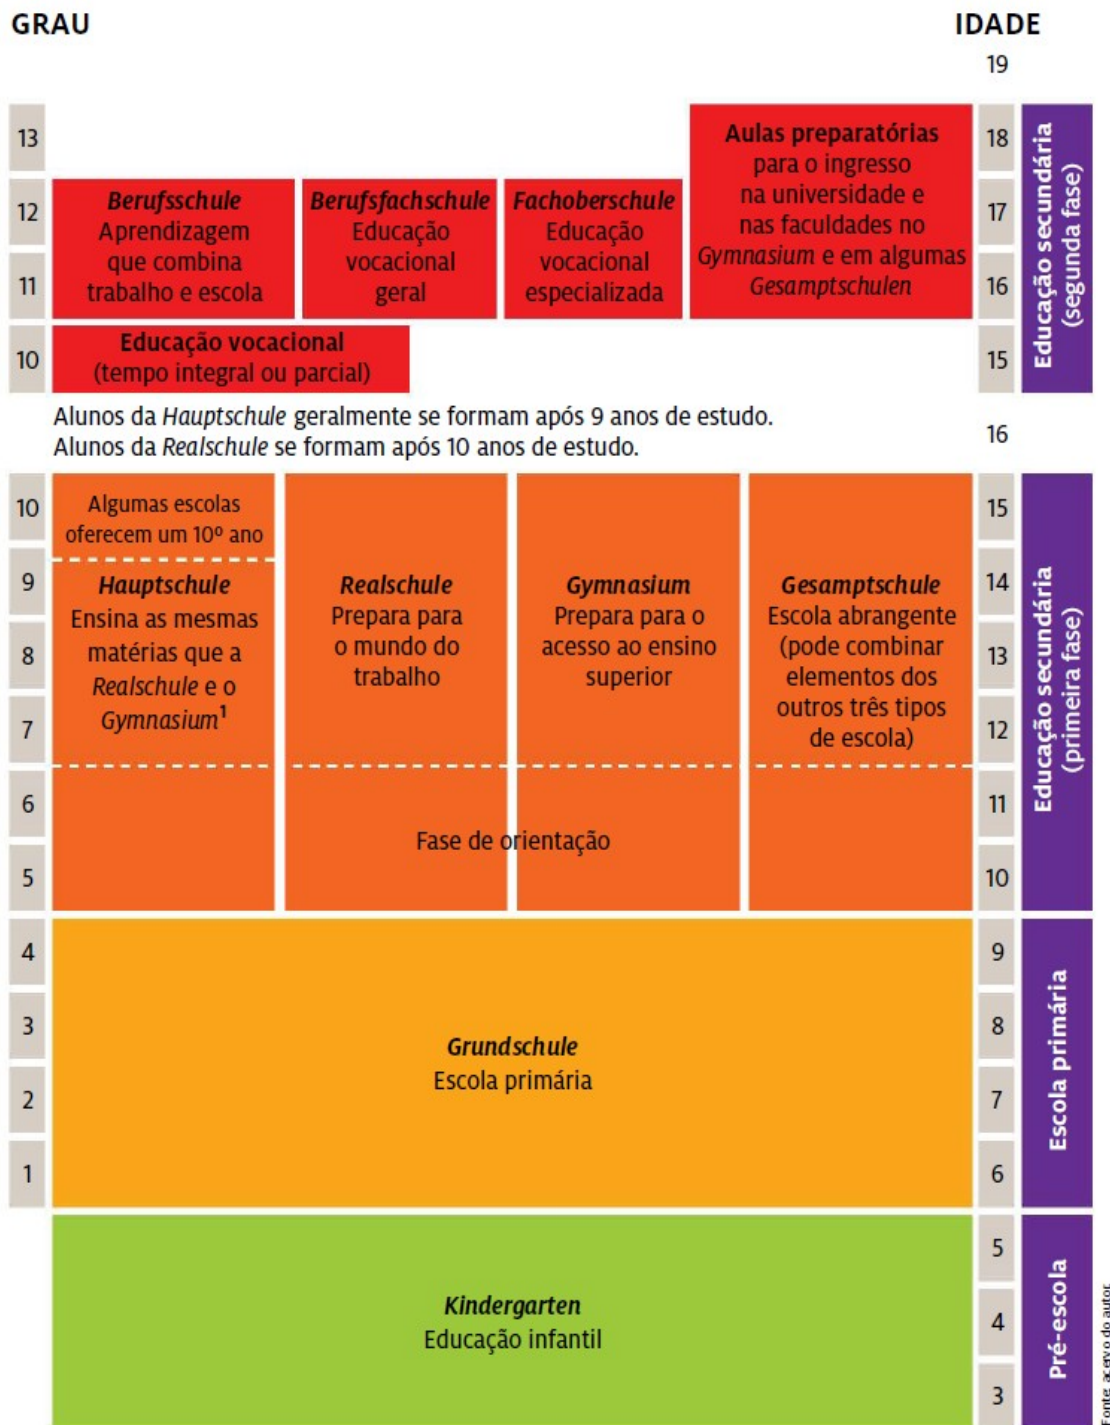 GRAU
IDADE
19
13
12
11
10
Aulas preparatórias
para o ingresso
na universidade e
nas faculdades no
Gymnasium e em algumas
Gesamptschulen
Berufsschule
Aprendizagem
que combina
trabalho e escola
Berufsfachschule
Educação
vocacional
geral
Fachoberschule
Educação
vocacional
especializada
Educação vocacional
(tempo integral ou parcial)
18
17
16
15
Educação secundária
(segunda fase)
Alunos da Hauptschule geralmente se formam após 9 anos de estudo.
Alunos da Realschule se formam após 10 anos de estudo.
16
10
9
8
7
6
5
Algumas escolas
oferecem um 10º ano
Hauptschule
Ensina as mesmas
matérias que a
Realschule e o
Gymnasium¹
Realschule
Prepara para
o mundo do
trabalho
Gymnasium
Prepara para o
acesso ao ensino
superior
Gesamptschule
Escola abrangente
(pode combinar
elementos dos
outros três tipos
de escola)
Fase de orientação
15
14
13
12
11
10
Educação secundária
(primeira fase)
4
3
2
1
Grundschule
Escola primária
9
8
7
6
Escola primária
Kindergarten
Educação infantil
5
4
3
Pré-escola
Fonte: acervo do autor.